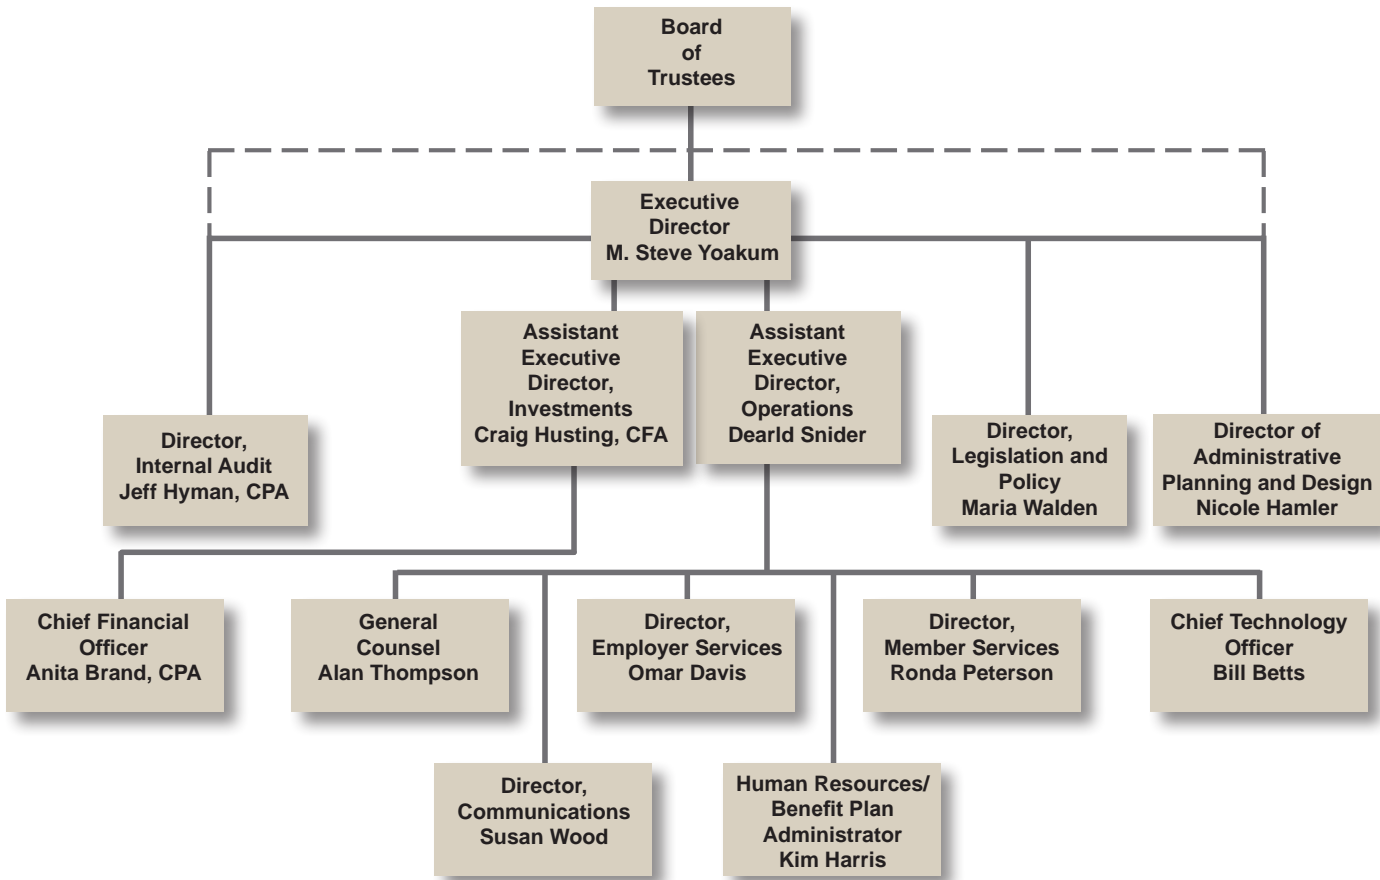 Board
of
Trustees
Executive
Director
M. Steve Yoakum
Assistant
Executive
Director,
Investments
Craig Husting, CFA
Assistant
Executive
Director,
Operations
Dearld Snider
Director,
Internal Audit
Jeff Hyman, CPA
Director,
Legislation and
Policy
Maria Walden
Director of
Administrative
Planning and Design
Nicole Hamler
Chief Financial
Officer
Anita Brand, CPA
General
Counsel
Alan Thompson
Director,
Employer Services
Omar Davis
Director,
Member Services
Ronda Peterson
Chief Technology
Officer
Bill Betts
Director,
Communications
Susan Wood
Human Resources/
Benefit Plan
Administrator
Kim Harris